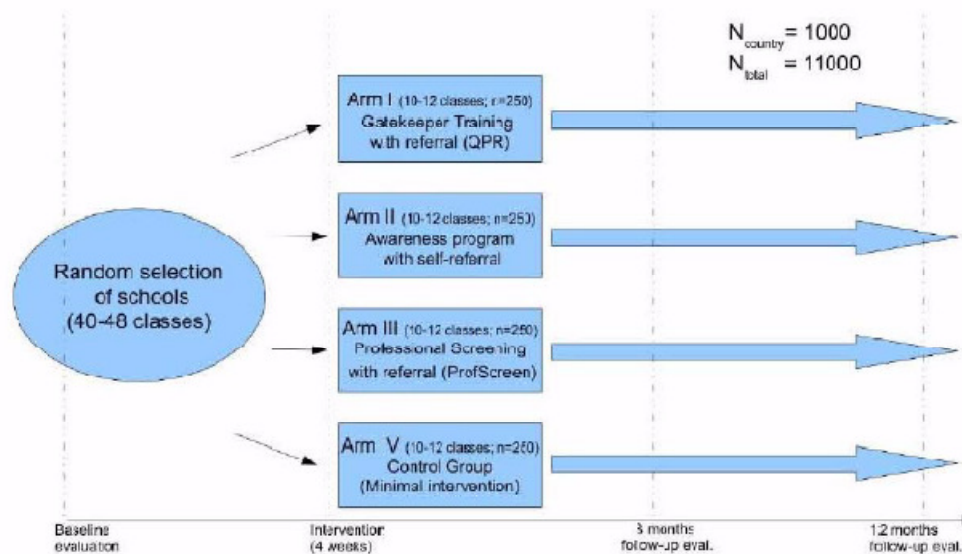 N country = 1000
N total = 11000
Arm I (10-12 classes; n=250)
Gatekeeper Training
with referral (QPR)
Arm II (10-12 classes; n=250)
Awareness program
with self-referral
Random selection
of schools
(40-48 classes)
Arm III (10-12 classes; n=250)
Professional Screening
with referral (ProfScreen)
Arm V (10-12 classes; n=250)
Control Group
(Minimal intervention)
Baseline
evaluation
Intervention
(4 weeks)
3 months
follow-up eval.
12 months
follow-up eval.